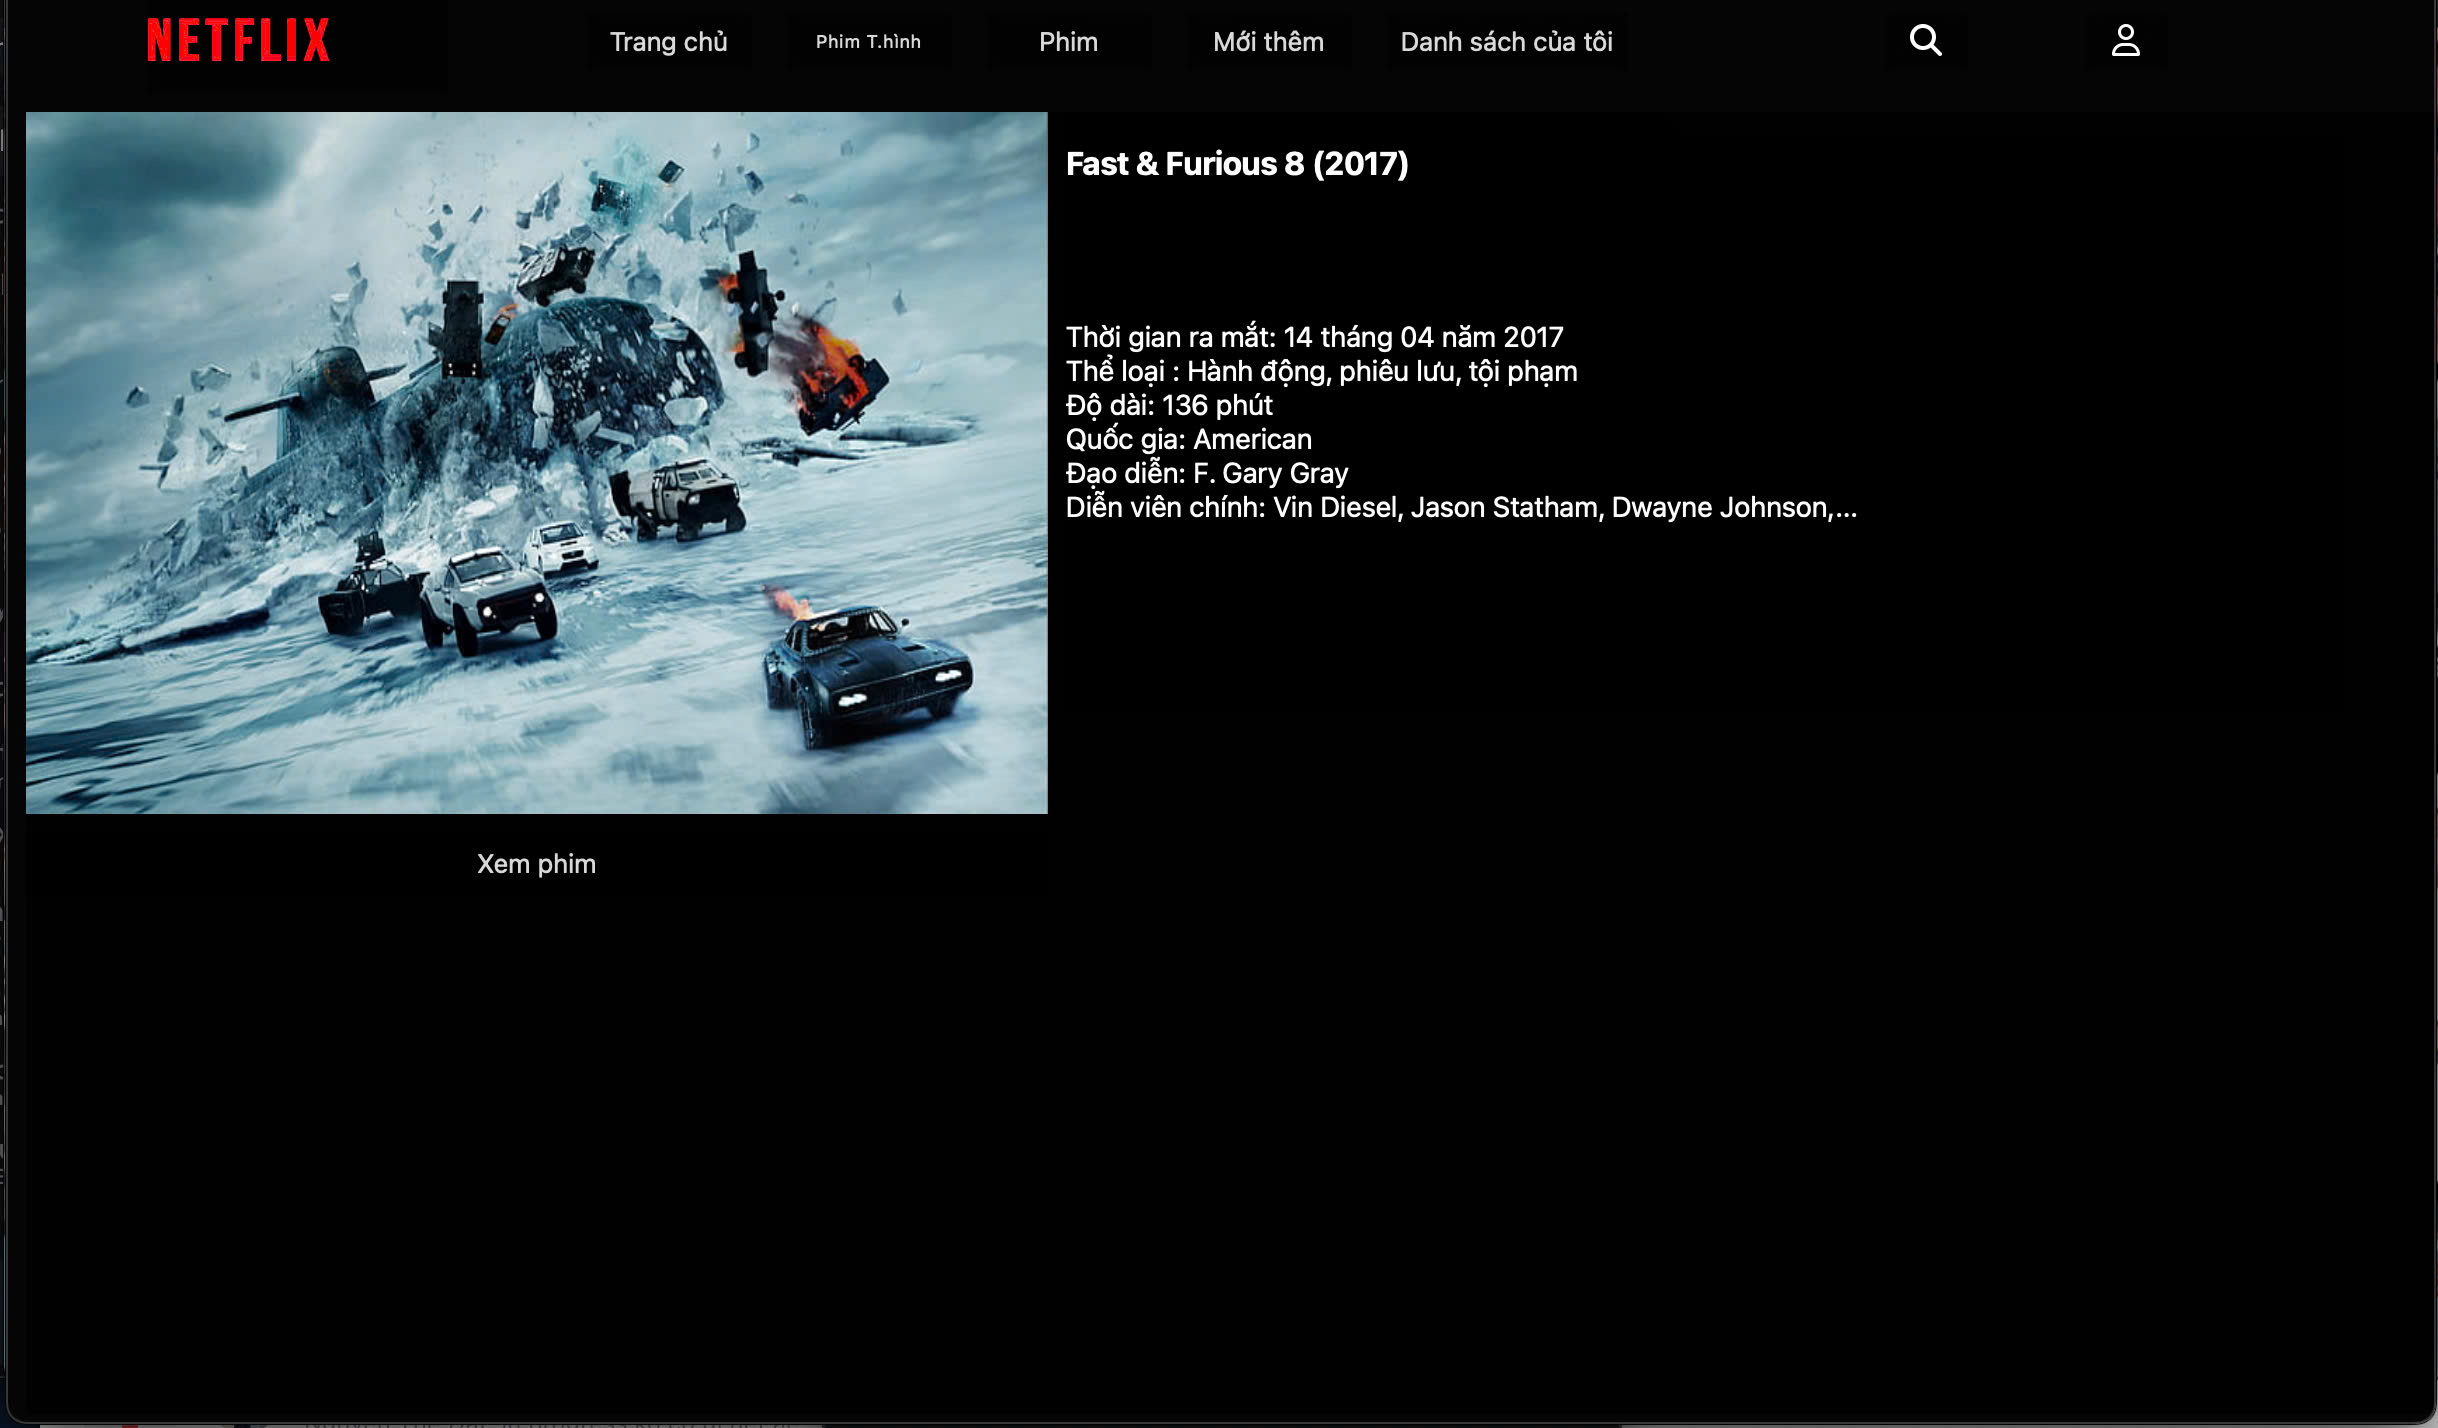 NETFLIX
Trang chủ
Phim T.hình
Phim
Mới thêm
Danh sách của tôi
Fast & Furious 8 (2017)
Thời gian ra mắt: 14 tháng 04 năm 2017
Thể loại : Hành động, phiêu lưu, tội phạm
Độ dài: 136 phút
Quốc gia: American
Đạo diễn: F. Gary Gray
Diễn viên chính: Vin Diesel, Jason Statham, Dwayne Johnson,...
Xem phim